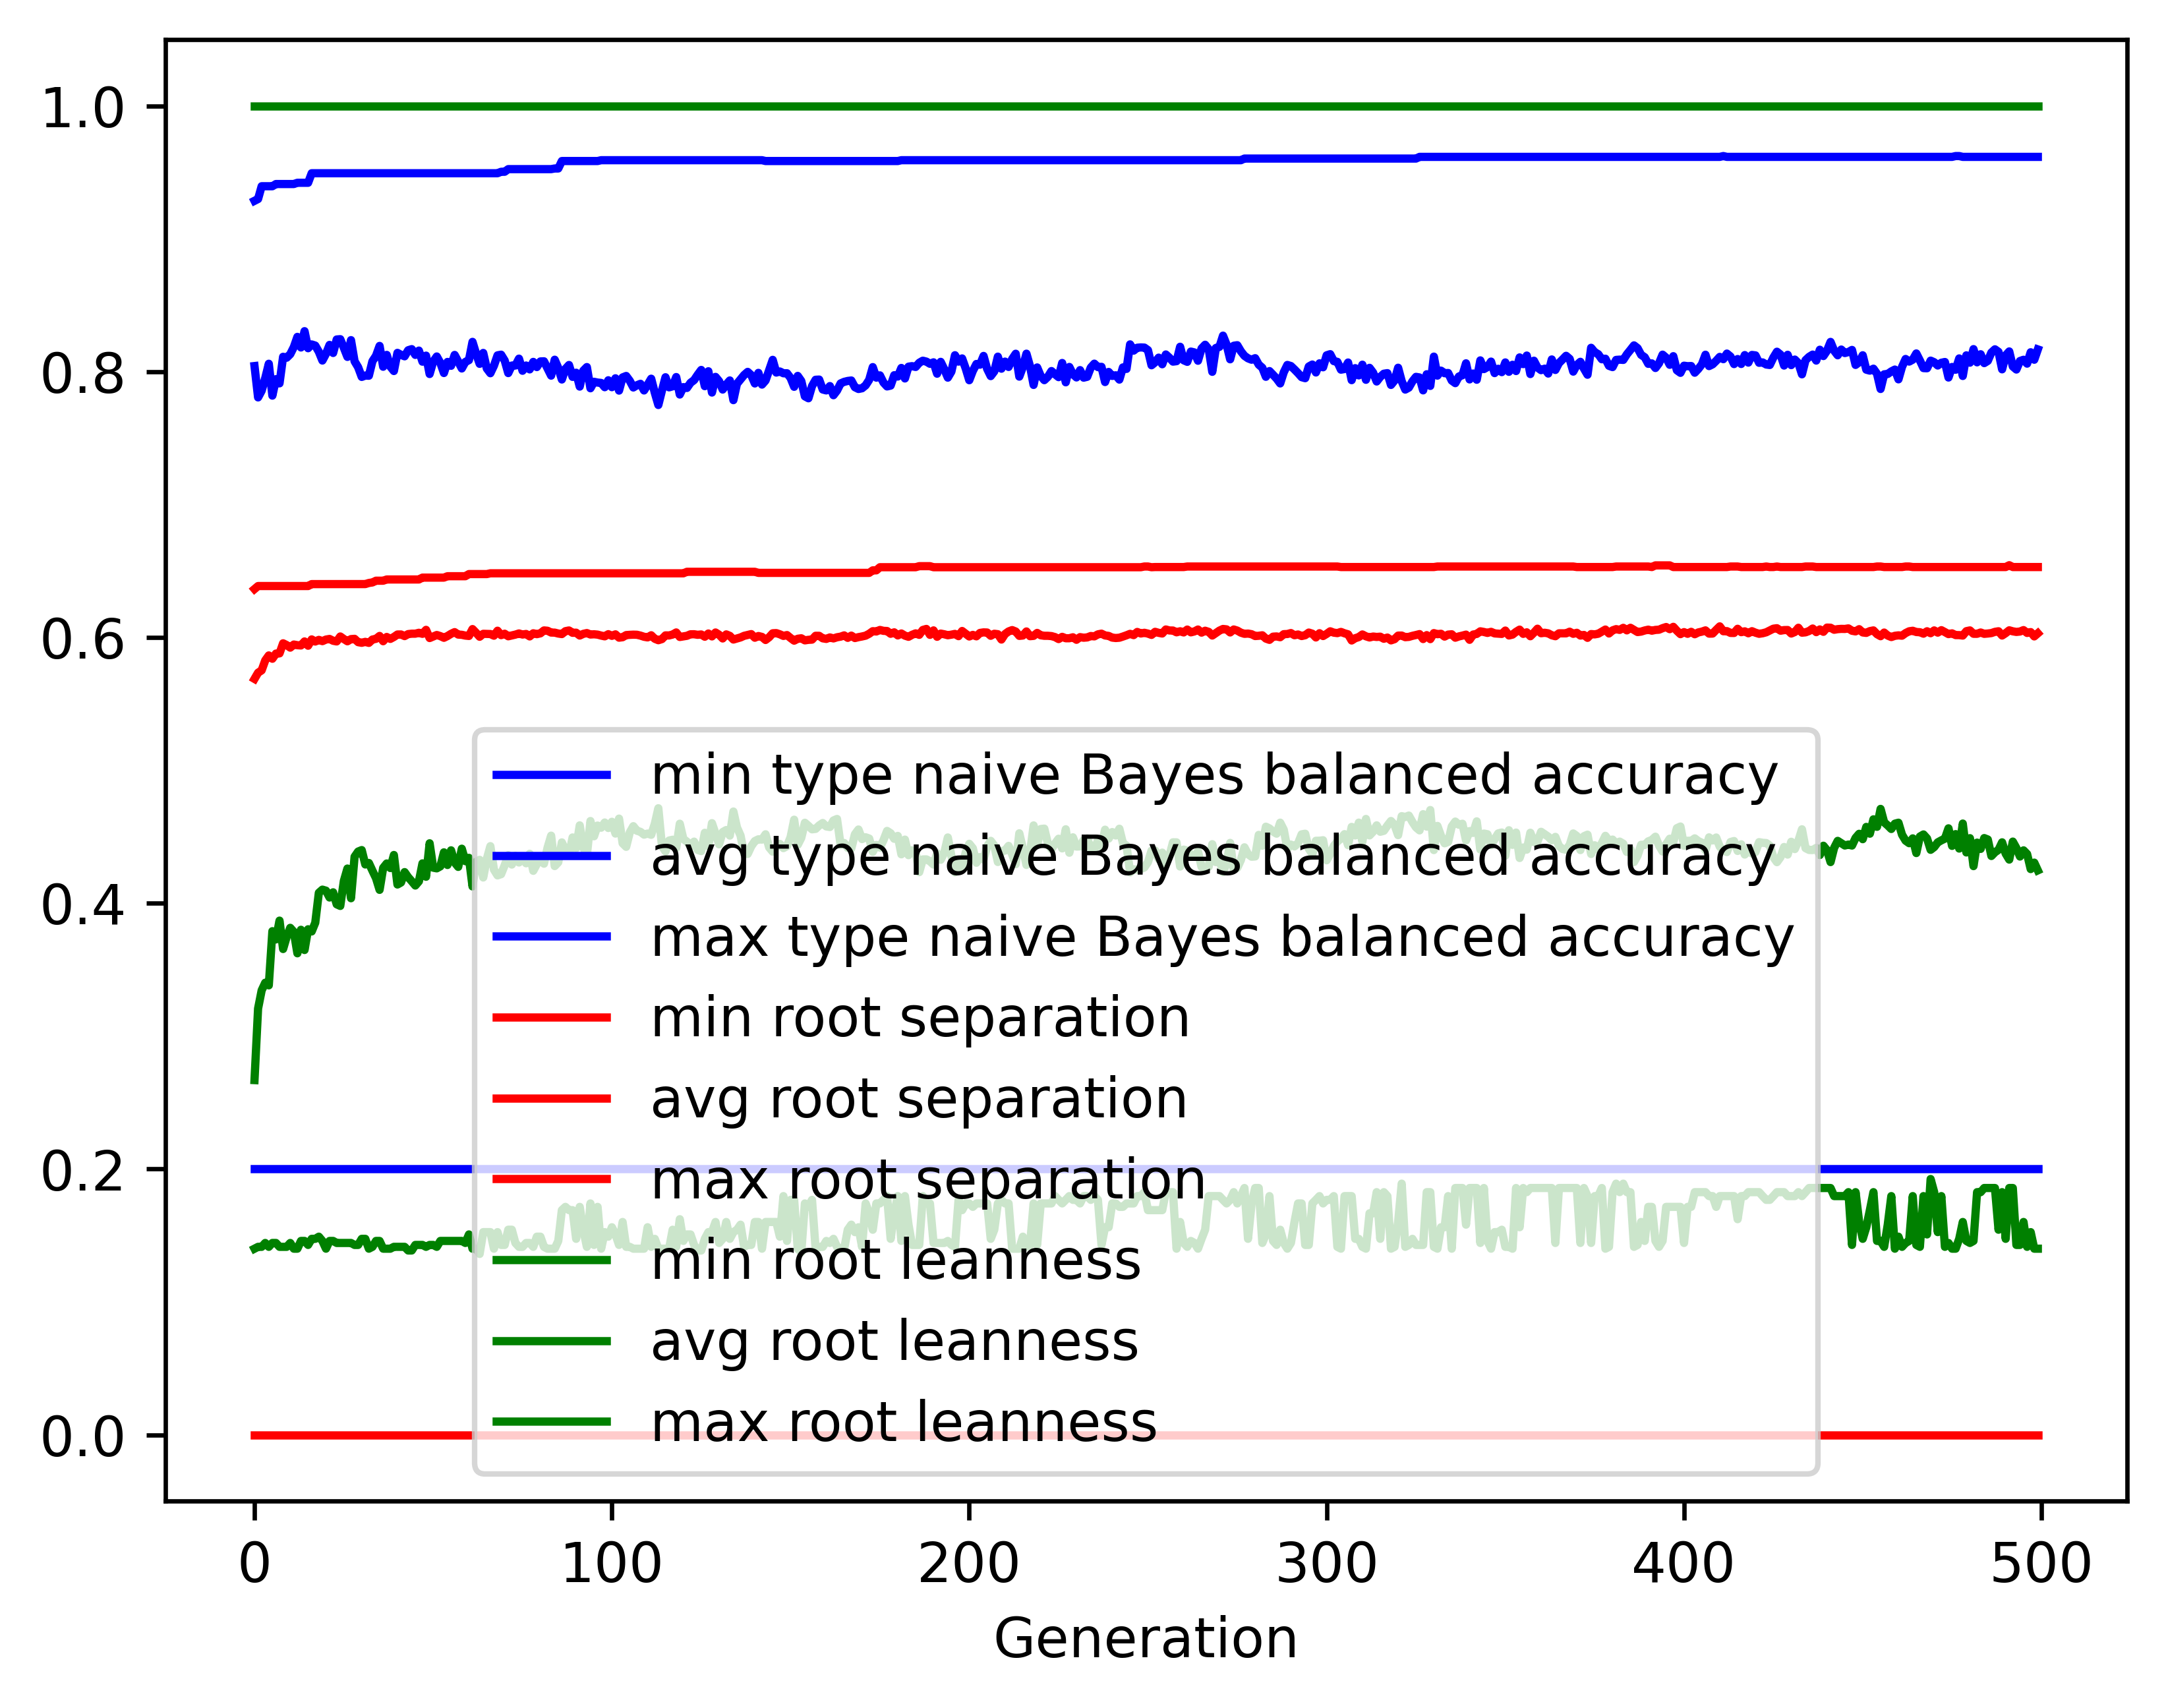 1.0
0.8
0.6
0.4
0.2
0.0
min type naive Bayes balanced accuracy
avg type naive Bayes balanced accuracy
max type naive Bayes balanced accuracy
min root separation
avg root separation
max root separation
min root leanness
avg root leanness
max root leanness
0 100 200 300 400 500
Generation